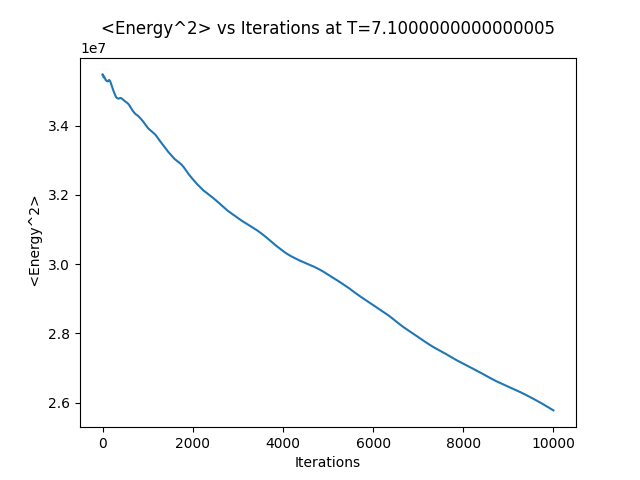 <Energy^2> vs Iterations at T=7.1000000000000005
1e7
3.4
3.2
3.0
2.8
2.6
<Energy^2>
0 2000 4000 6000 8000 10000
Iterations